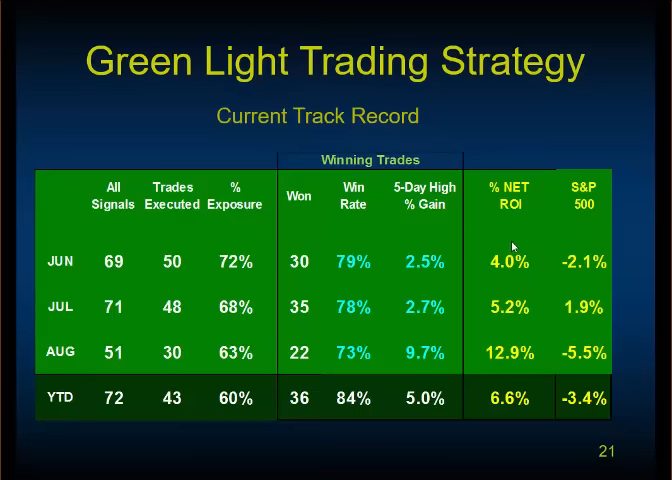 Green Light Trading Strategy
Current Track Record
Winning Trades
All Signals Trades Executed % Exposure Won Win Rate 5-Day High % Gain % NET ROI S&P 500
JUN 69 50 72% 30 79% 2.5% 4.0% -2.1%
JUL 71 48 68% 35 78% 2.7% 5.2% 1.9%
AUG 51 30 63% 22 73% 9.7% 12.9% -5.5%
YTD 72 43 60% 36 84% 5.0% 6.6% -3.4%
21